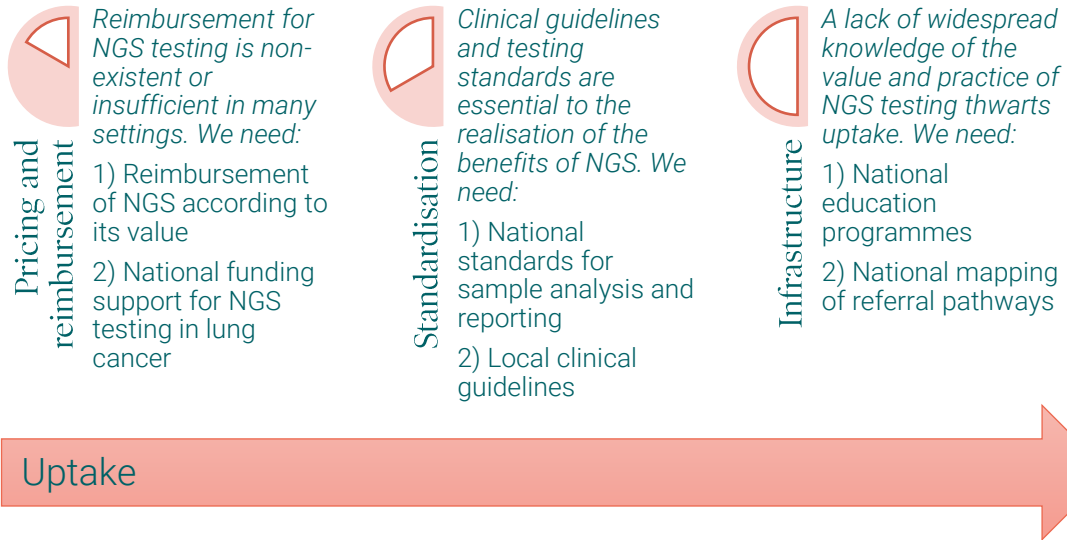 Pricing and
reimbursement
Reimbursement for
NGS testing is non-
existent or
insufficient in many
settings. We need:
1) Reimbursement
of NGS according to
its value
2) National funding
support for NGS
testing in lung
cancer
Standardisation
Clinical guidelines
and testing
standards are
essential to the
realisation of the
benefits of NGS. We
need:
1) National
standards for
sample analysis and
reporting
2) Local clinical
guidelines
Infrastructure
A lack of widespread
knowledge of the
value and practice of
NGS testing thwarts
uptake. We need:
1) National
education
programmes
2) National mapping
of referral pathways
Uptake